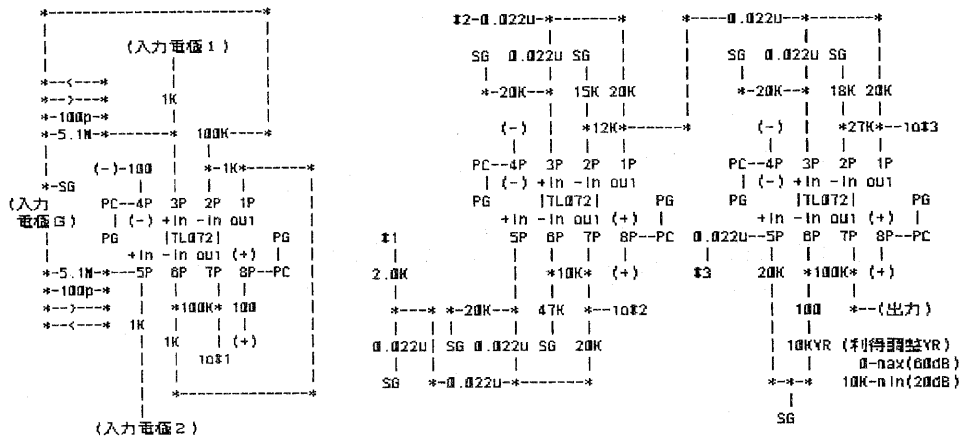 ‡2-0.022U-*-------* *----0.022u---*-------*
(入力電極1) SG 0.022U SG SG 0.022U SG
*--<---* *-20K--* 15K 20K *-20K--* 18K 20K
*-->---* 1K
*-100p-*
*-5.1M-*-------* 100K---* (-) *12K*-------* (-) *27K*--to‡3
(-)-100 *-1K*--------* PC--4P 3P 2P 1P PC--4P 3P 2P 1P
*-SG (-) +in -in out (-) +in -in out
(入力 PC--4P 3P 2P 1P PG |TL072| PG PG |TL072| PG
電極G) (-) +in -in out +in -in out (+) +in -in out (+)
PG |TL072| PG ‡1 5P 6P 7P 8P--PC 0.022U--5P 6P 7P 8P--PC
+in -in out (+)
*-5.1M-*---5P 6P 7P 8P--PC 2.0K *10K* (+) ‡3 20K *100K* (+)
*-100p-*
*-->---* *100K* 100 *----* *-20K--* 47K *--to‡2 100 *--(出力)
*--<---* 1K
1K (+) 0.022U SG 0.022U SG 20K 10KVR (利得調整VR)
to‡1 0-max(60dB)
SG *-0.022u---*-------* *-*-* 10K-min(20dB)
*--------------* SG
(入力電極2)